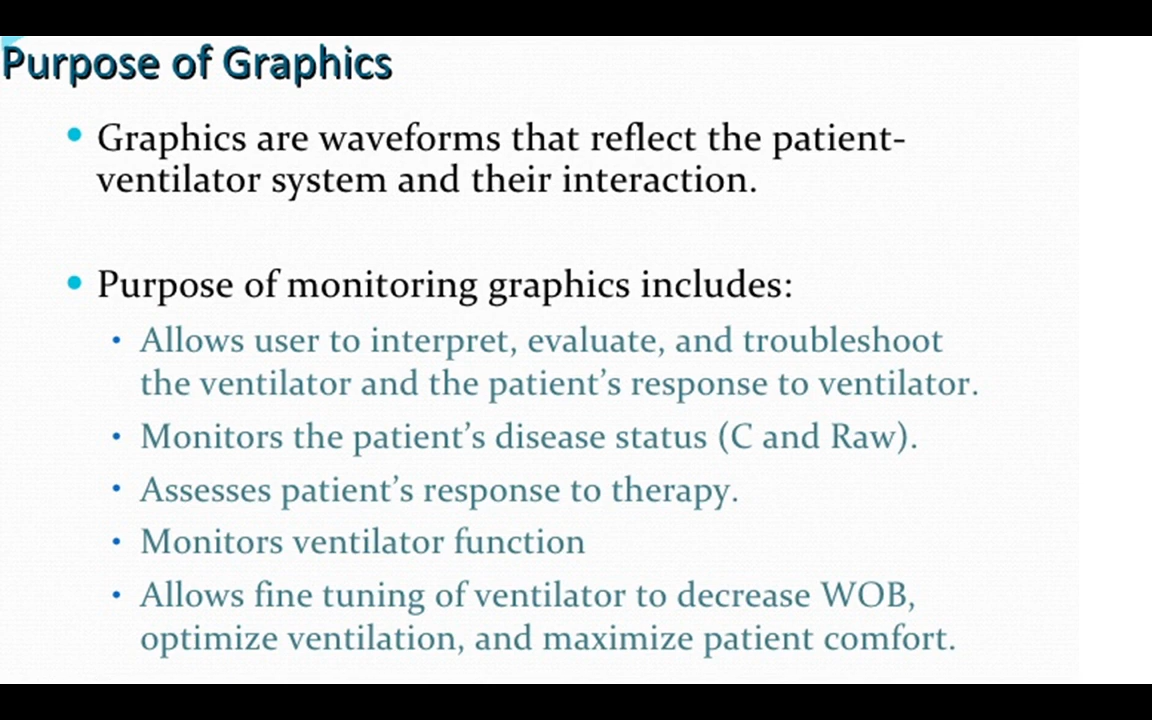 Purpose of Graphics
• Graphics are waveforms that reflect the patient-
ventilator system and their interaction.
• Purpose of monitoring graphics includes:
• Allows user to interpret, evaluate, and troubleshoot
the ventilator and the patient’s response to ventilator.
• Monitors the patient’s disease status (C and Raw).
• Assesses patient’s response to therapy.
• Monitors ventilator function
• Allows fine tuning of ventilator to decrease WOB,
optimize ventilation, and maximize patient comfort.